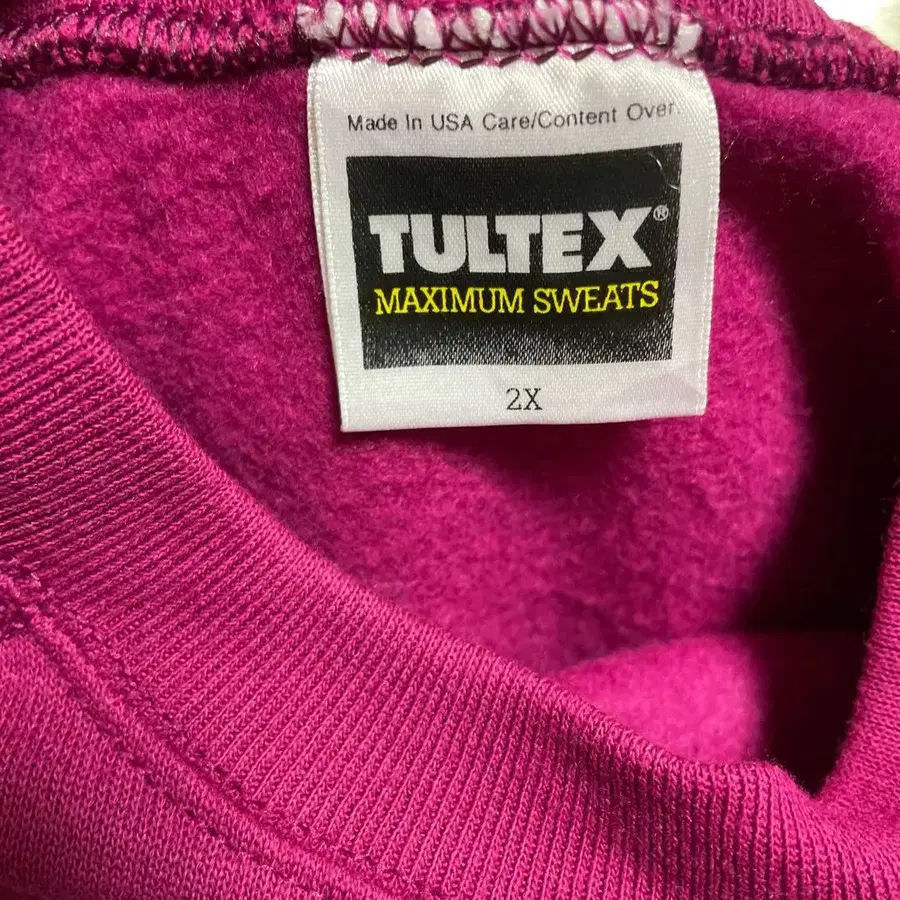 Made In USA Care/Content Over.
TULTEX®
MAXIMUM SWEATS
2X